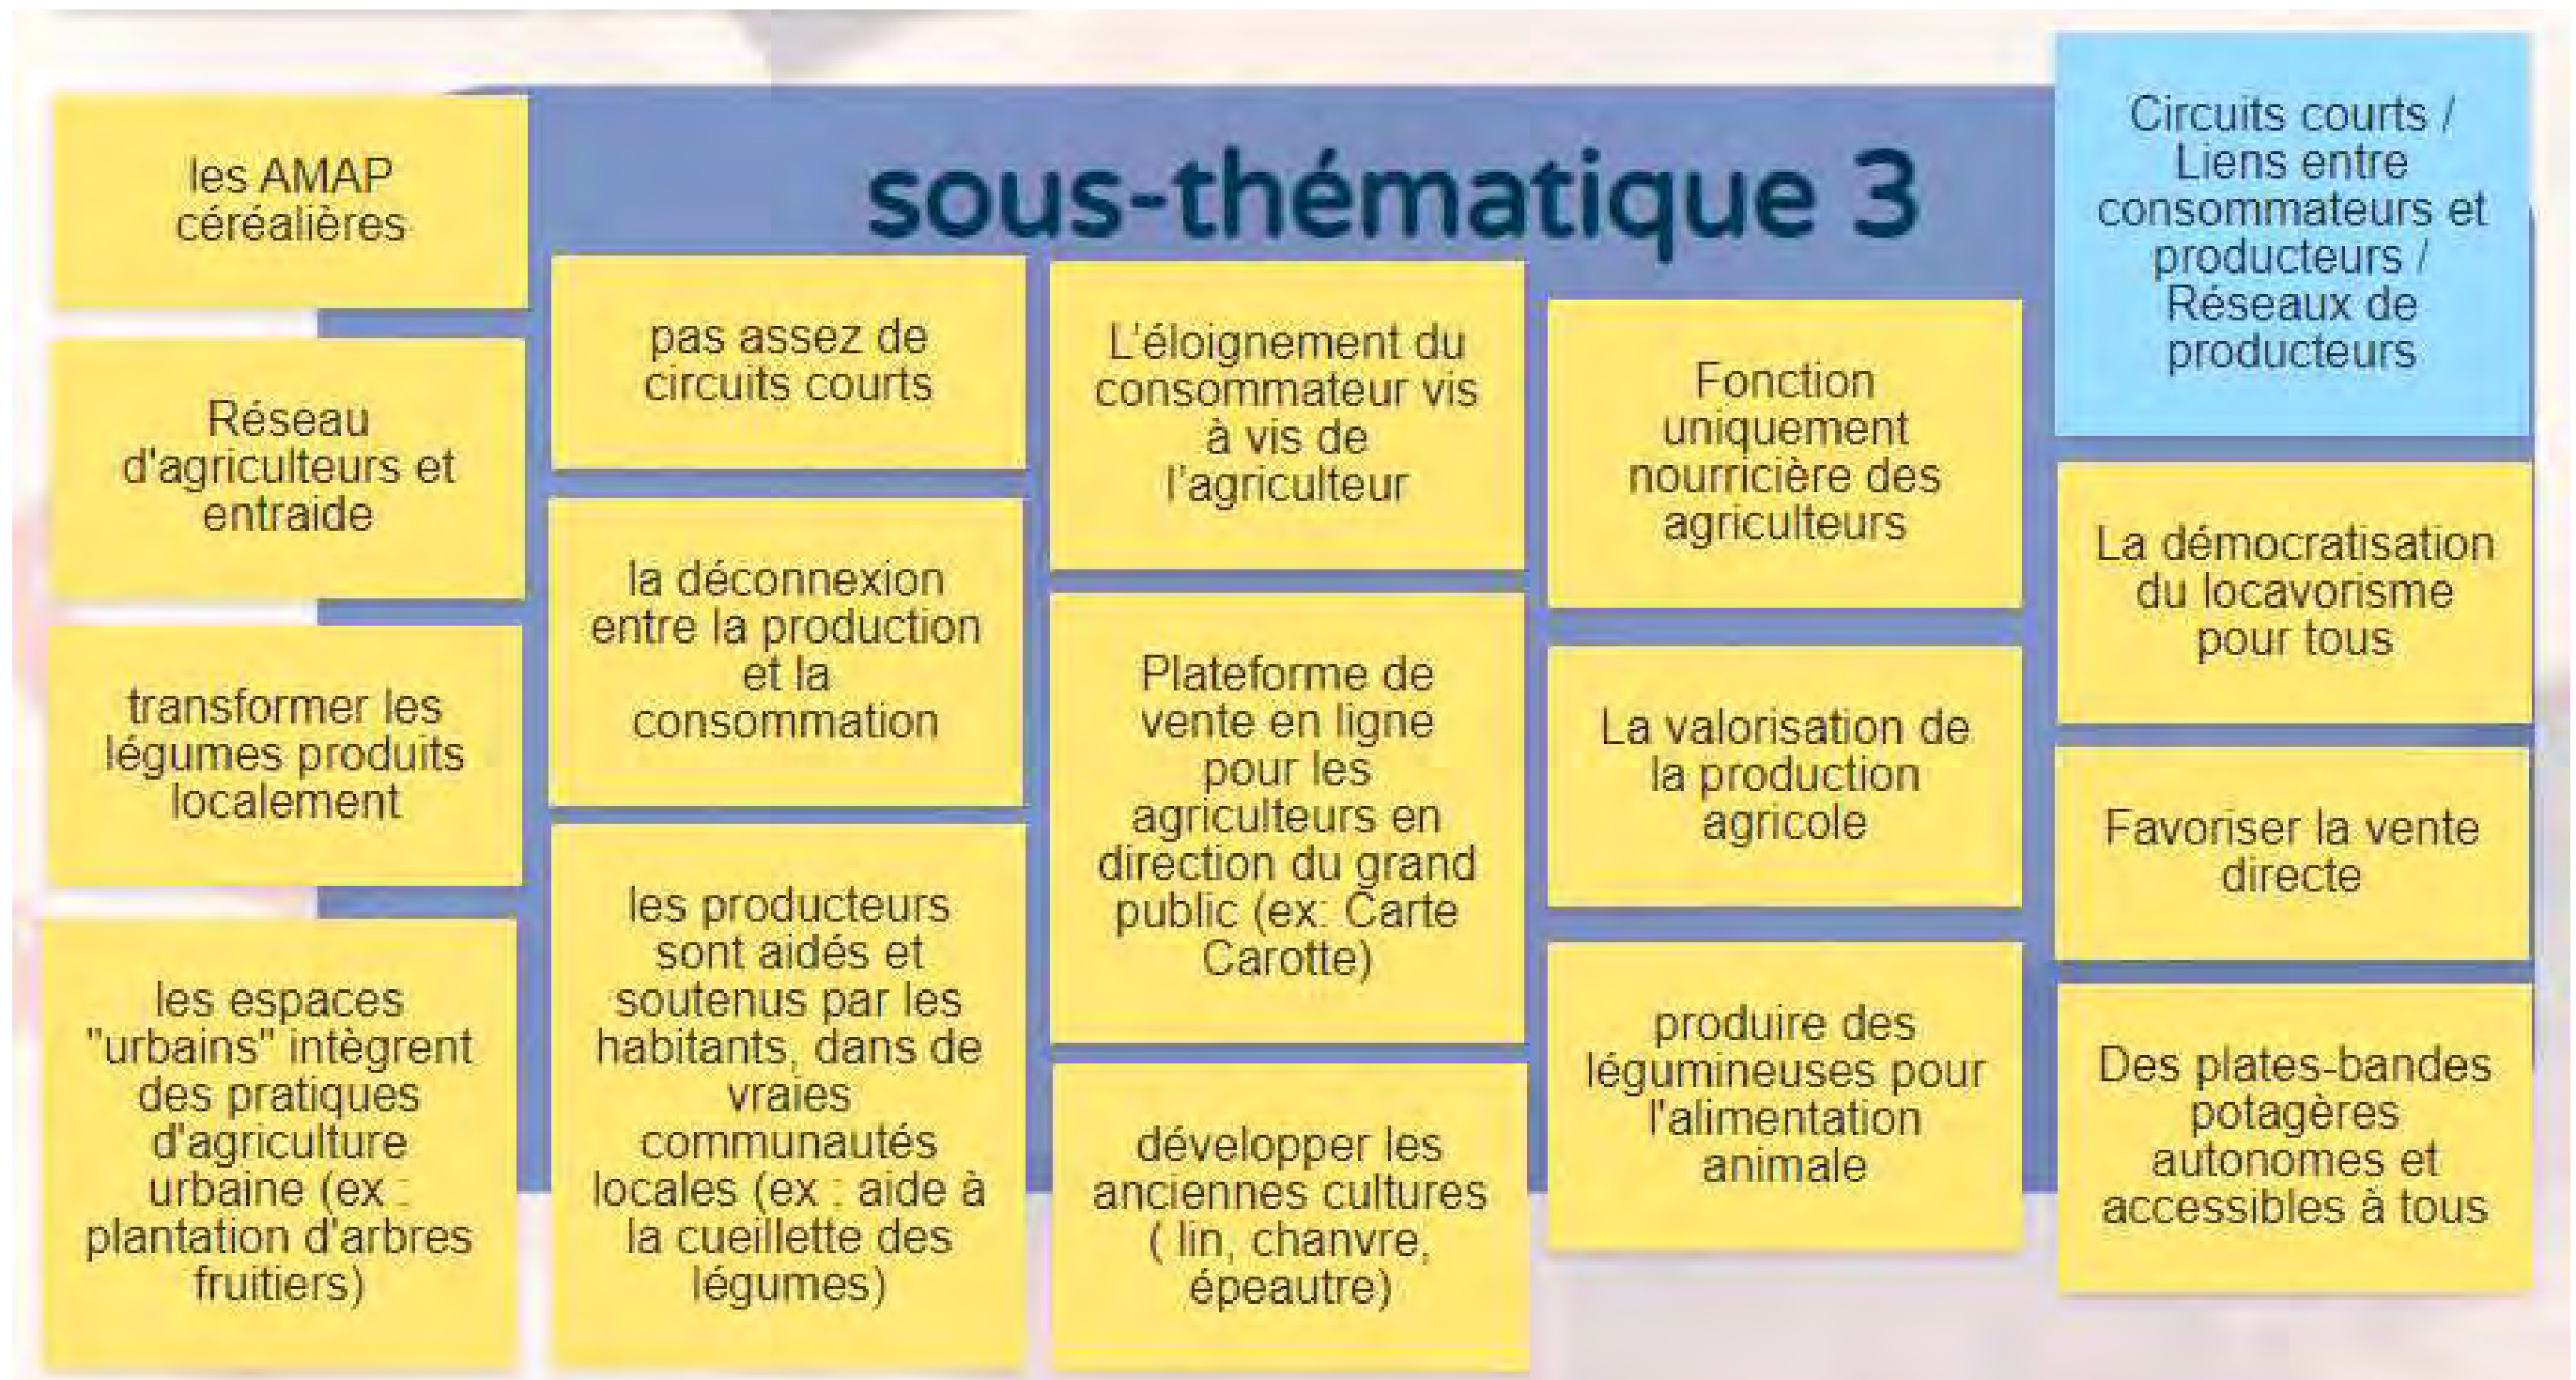 sous-thématique 3
les AMAP
céréalières
Réseau
d'agriculteurs et
entraide
transformer les
légumes produits
localement
les espaces
"urbains" intègrent
des pratiques
d'agriculture
urbaine (ex :
plantation d'arbres
fruitiers)
pas assez de
circuits courts
la déconnexion
entre la production
et la
consommation
les producteurs
sont aidés et
soutenus par les
habitants, dans de
vraies
communautés
locales (ex : aide à
la cueillette des
légumes)
L'éloignement du
consommateur vis
à vis de
l'agriculteur
Plateforme de
vente en ligne
pour les
agriculteurs en
direction du grand
public (ex: Carte
Carotte)
développer les
anciennes cultures
( lin, chanvre,
épeautre)
Fonction
uniquement
nourricière des
agriculteurs
La valorisation de
la production
agricole
produire des
légumineuses pour
l'alimentation
animale
Circuits courts /
Liens entre
consommateurs et
producteurs /
Réseaux de
producteurs
La démocratisation
du locavorisme
pour tous
Favoriser la vente
directe
Des plates-bandes
potagères
autonomes et
accessibles à tous